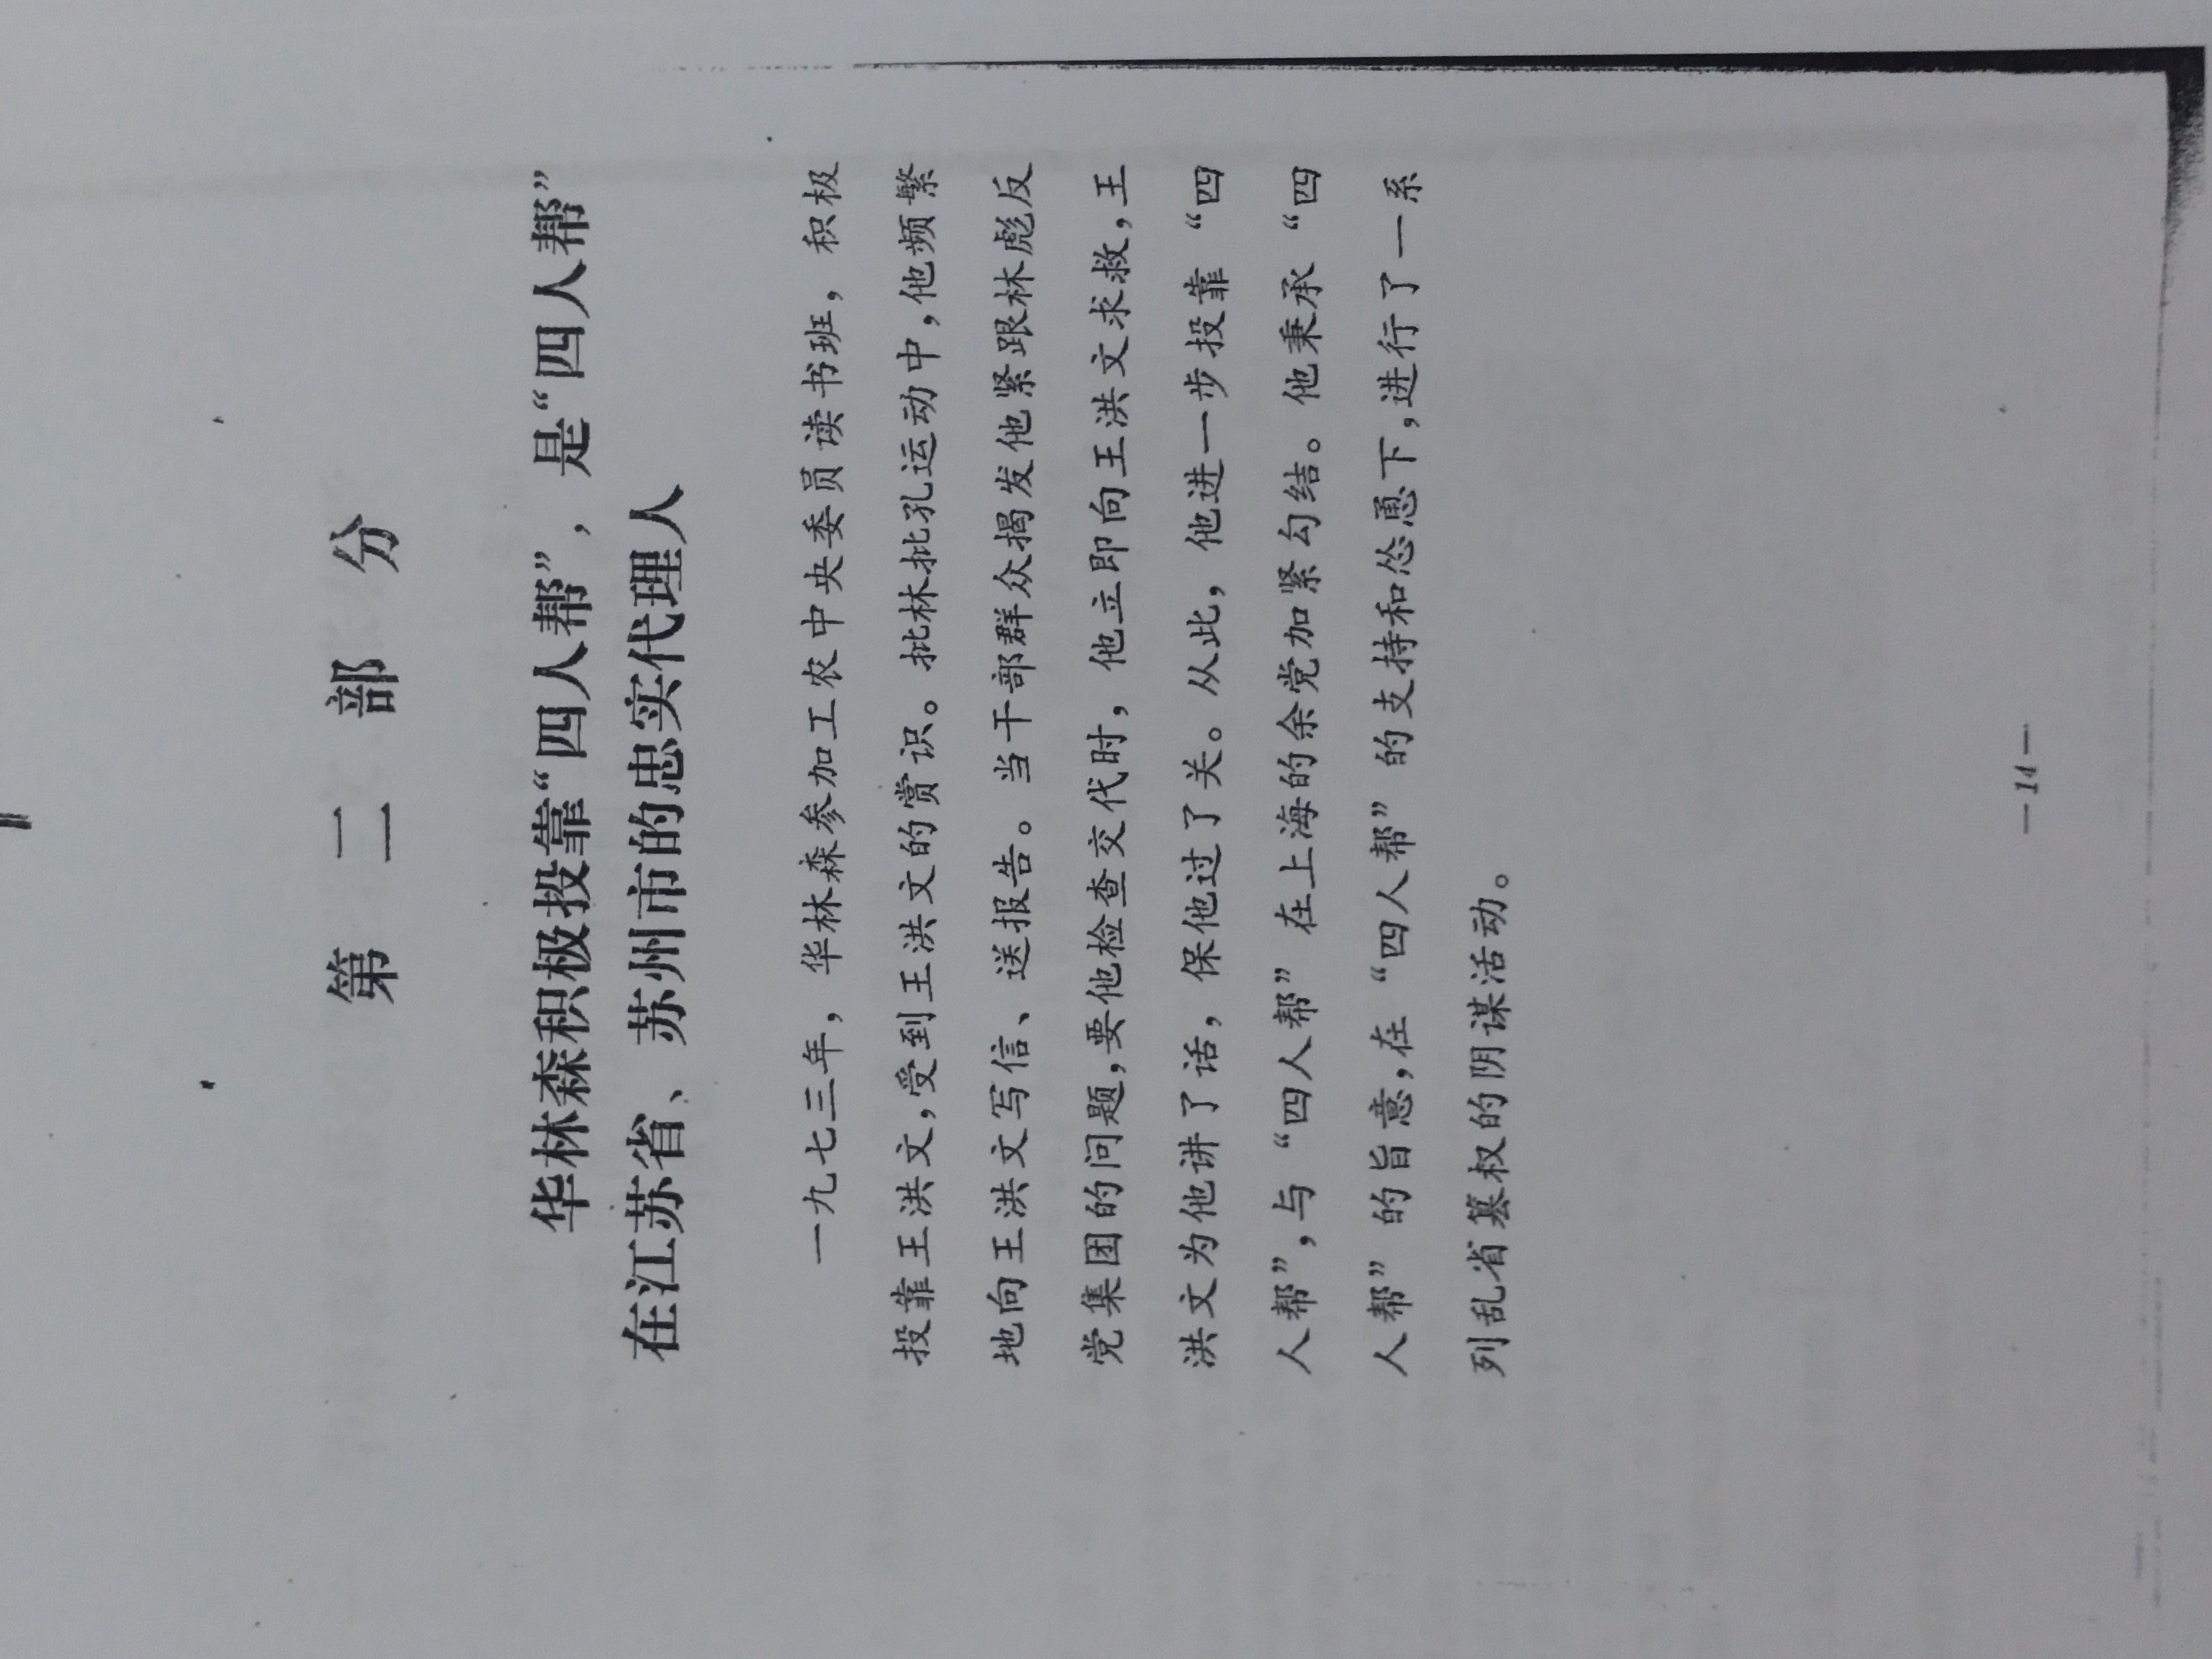 第二部分
华林森积极投靠“四人帮”，是“四人帮”
在江苏省、苏州市的忠实代理人
一九七三年，华林森参加工农中央委员读书班，积极
投靠王洪文，受到王洪文的赏识。批林批孔运动中，他频繁
地向王洪文写信、送报告。当干部群众揭发他紧跟林彪反
党集团的问题，要他检查交代时，他立即向王洪文求救，王
洪文为他讲了话，保他过了关。从此，他进一步投靠“四
人帮”，与“四人帮”在上海的余党加紧勾结。他秉承“四
人帮”的旨意，在“四人帮”的支持和怂恿下，进行了一系
列乱省篡权的阴谋活动。
—14—